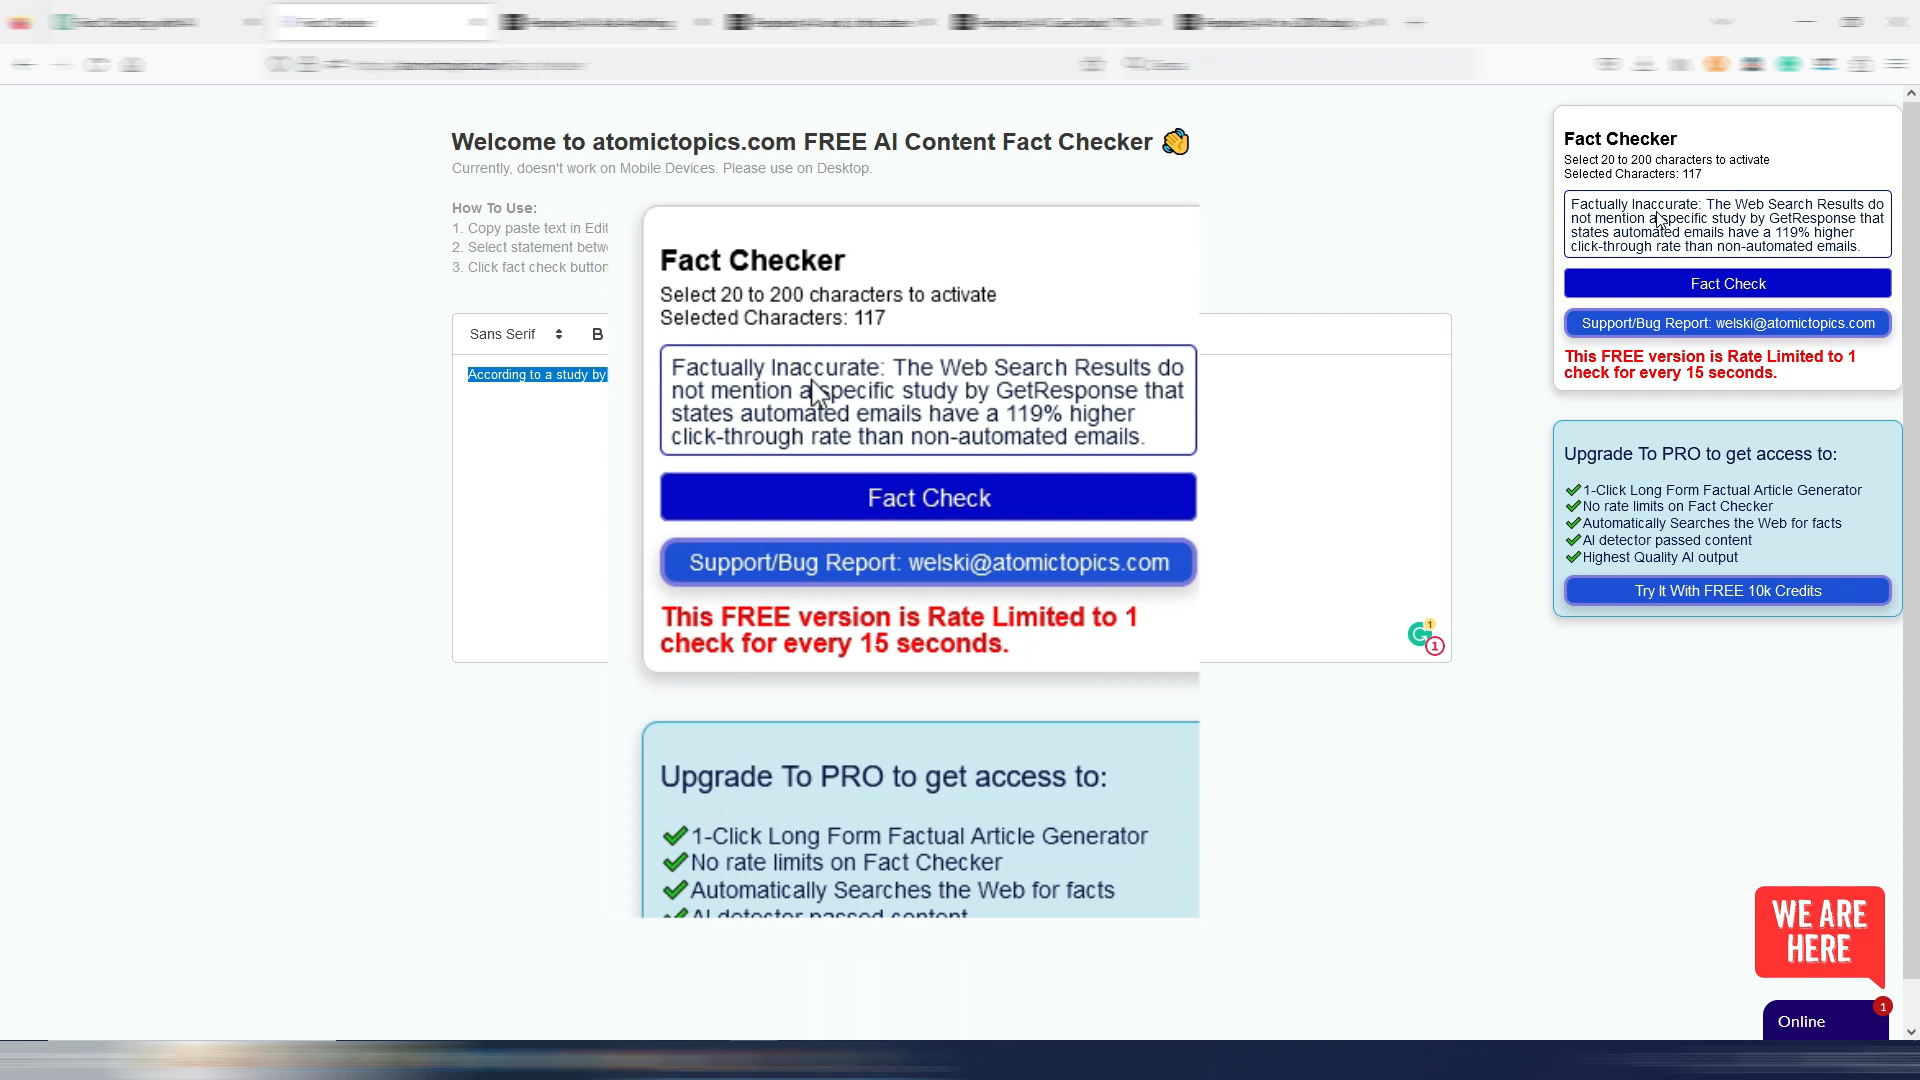 Welcome to atomictopics.com FREE AI Content Fact Checker
Currently, doesn't work on Mobile Devices. Please use on Desktop.
How To Use:
1. Copy paste text in Edit
2. Select statement betw
3. Click fact check button
Sans Serif B
According to a study by
Fact Checker
Select 20 to 200 characters to activate
Selected Characters: 117
Factually Inaccurate: The Web Search Results do
not mention a specific study by GetResponse that
states automated emails have a 119% higher
click-through rate than non-automated emails.
Fact Check
Support/Bug Report: welski@atomictopics.com
This FREE version is Rate Limited to 1
check for every 15 seconds.
Upgrade To PRO to get access to:
1-Click Long Form Factual Article Generator
No rate limits on Fact Checker
Automatically Searches the Web for facts
AI detector passed content
1
1
Fact Checker
Select 20 to 200 characters to activate
Selected Characters: 117
Factually Inaccurate: The Web Search Results do
not mention a specific study by GetResponse that
states automated emails have a 119% higher
click-through rate than non-automated emails.
Fact Check
Support/Bug Report: welski@atomictopics.com
This FREE version is Rate Limited to 1
check for every 15 seconds.
Upgrade To PRO to get access to:
1-Click Long Form Factual Article Generator
No rate limits on Fact Checker
Automatically Searches the Web for facts
AI detector passed content
Highest Quality AI output
Try It With FREE 10k Credits
WE ARE
HERE
1
Online